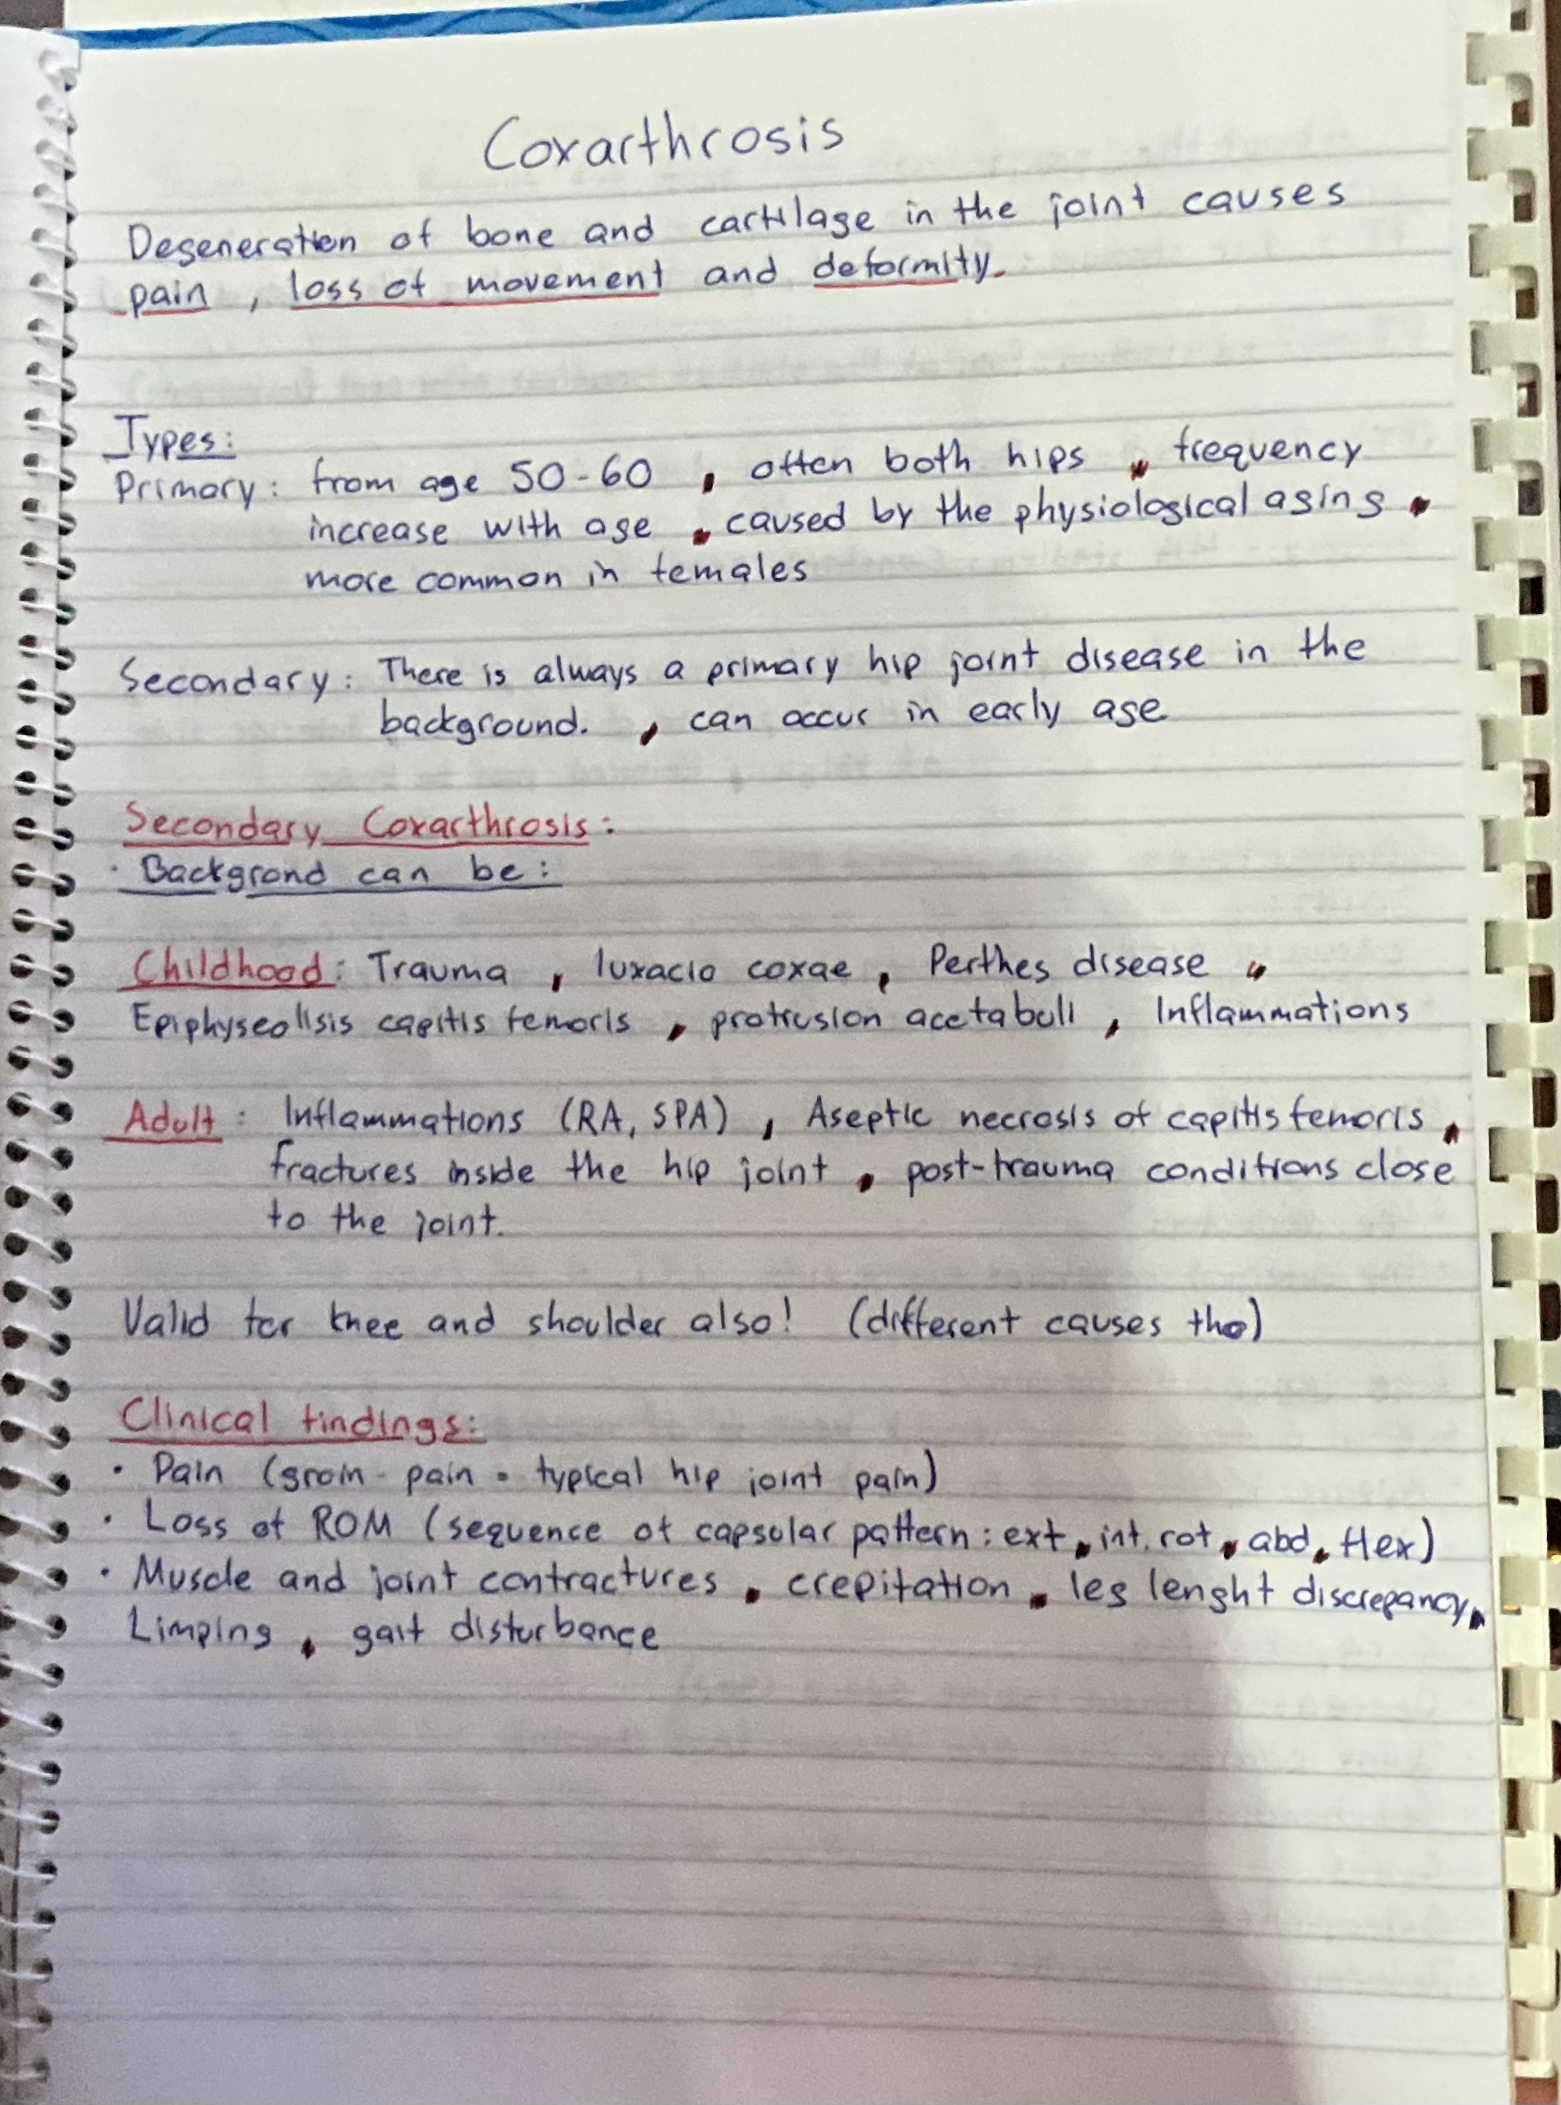 Coxarthrosis
Degeneration of bone and cartilage in the joint causes
pain , loss of movement and deformity.
Types:
Primary: from age 50-60 , often both hips , frequency
increase with age , caused by the physiological aging ,
more common in females
Secondary: There is always a primary hip joint disease in the
background. , can occur in early age
Secondary Coxarthrosis:
· Backgrond can be:
Childhood: Trauma , luxacio coxae , Perthes disease ,
Epiphyseolisis capitis femoris , protrusion acetabuli , Inflammations
Adult: Inflammations (RA, SPA) , Aseptic necrosis of capitis femoris ,
fractures inside the hip joint , post-trauma conditions close
to the joint.
Valid for knee and shoulder also! (different causes tho)
Clinical findings:
· Pain (groin pain = typical hip joint pain)
· Loss of ROM (sequence of capsular pattern: ext, int. rot, abd, flex)
· Muscle and joint contractures , crepitation , leg lenght discrepancy,
Limping , gait disturbance